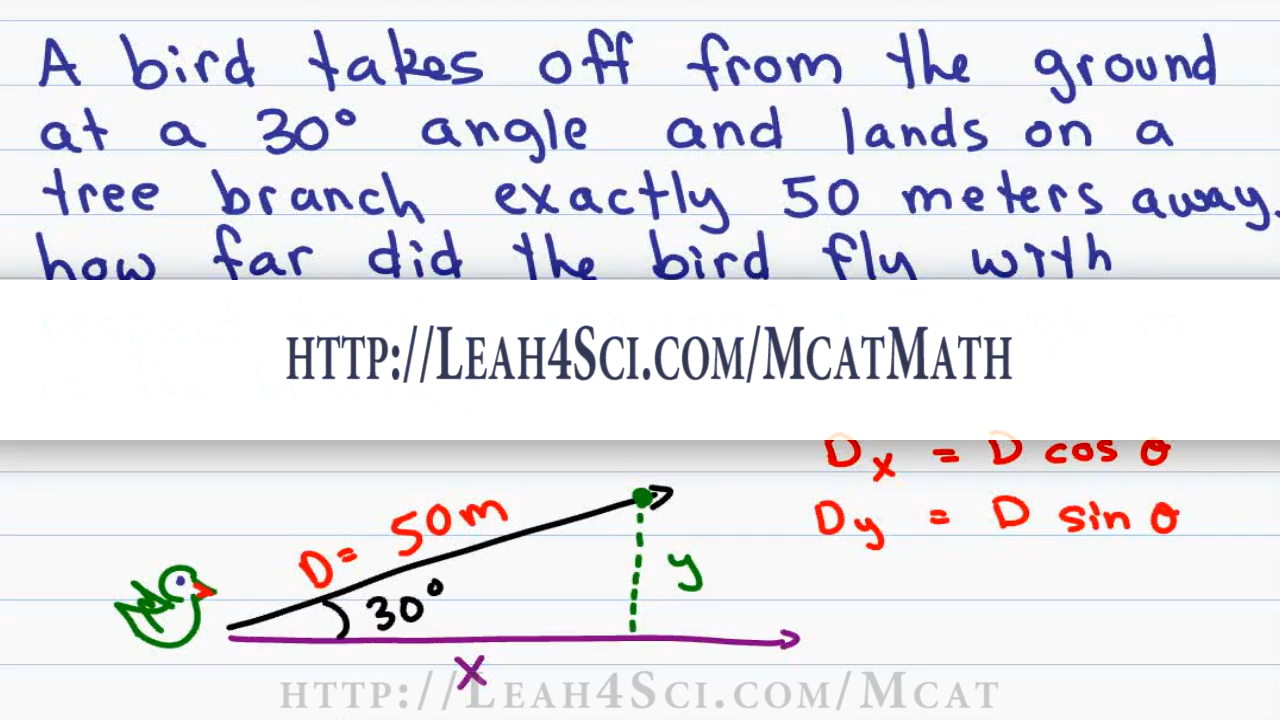 A bird takes off from the ground
at a 30° angle and lands on a
tree branch exactly 50 meters away.
how far did the bird fly with
HTTP://LEAH4SCI.COM/MCATMATH
Dx = D cos θ
Dy = D sin θ
D = 50m
30°
y
x
HTTP://LEAH4SCI.COM/MCAT